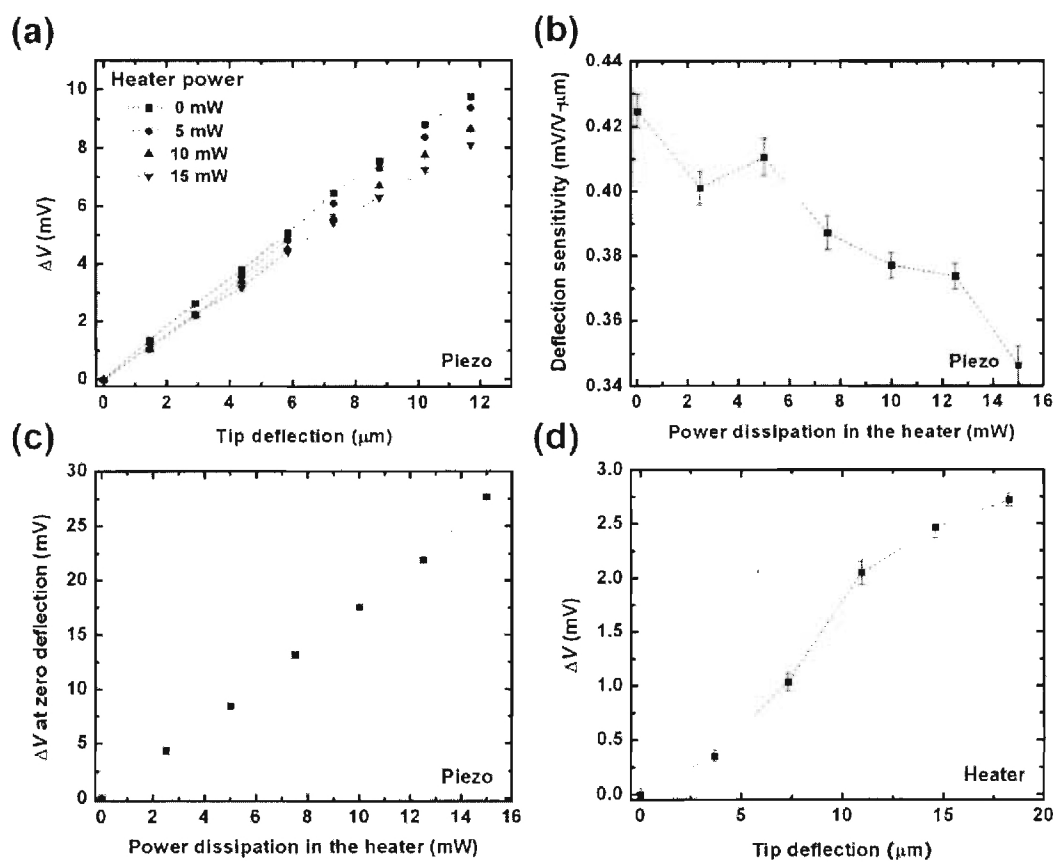 (a)
Heater power
0 mW
5 mW
10 mW
15 mW
10
8
6
4
2
0
ΔV (mV)
Piezo
0 2 4 6 8 10 12
Tip deflection (μm)
(b)
0.44
0.42
0.40
0.38
0.36
0.34
Deflection sensitivity (mV/V-μm)
Piezo
0 2 4 6 8 10 12 14 16
Power dissipation in the heater (mW)
(c)
30
25
20
15
10
5
0
ΔV at zero deflection (mV)
Piezo
0 2 4 6 8 10 12 14 16
Power dissipation in the heater (mW)
(d)
3.0
2.5
2.0
1.5
1.0
0.5
0.0
ΔV (mV)
Heater
0 5 10 15 20
Tip deflection (μm)